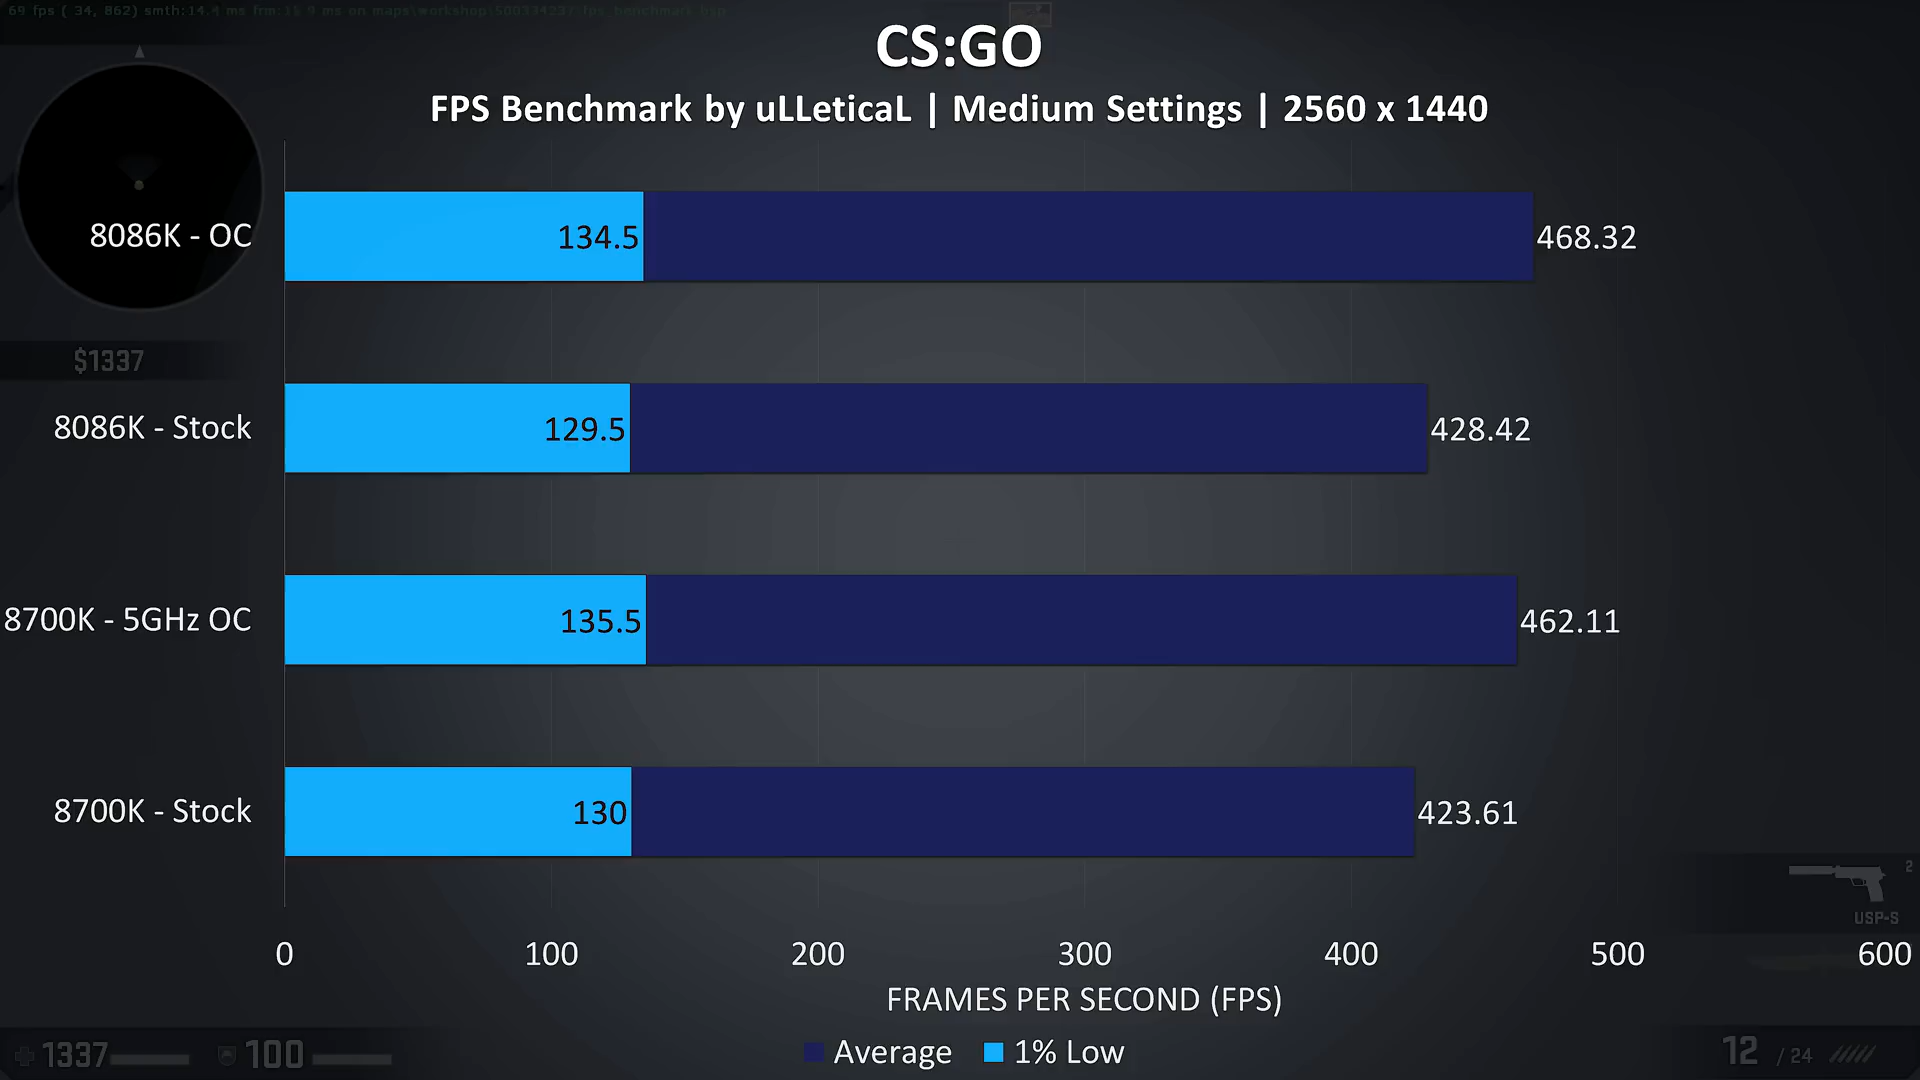 CS:GO
FPS Benchmark by uLLeticaL | Medium Settings | 2560 x 1440
8086K - OC
134.5
468.32
$1337
8086K - Stock
129.5
428.42
8700K - 5GHz OC
135.5
462.11
8700K - Stock
130
423.61
2
USP-S
0 100 200 300 400 500 600
FRAMES PER SECOND (FPS)
Average 1% Low
1337 100 12 / 24